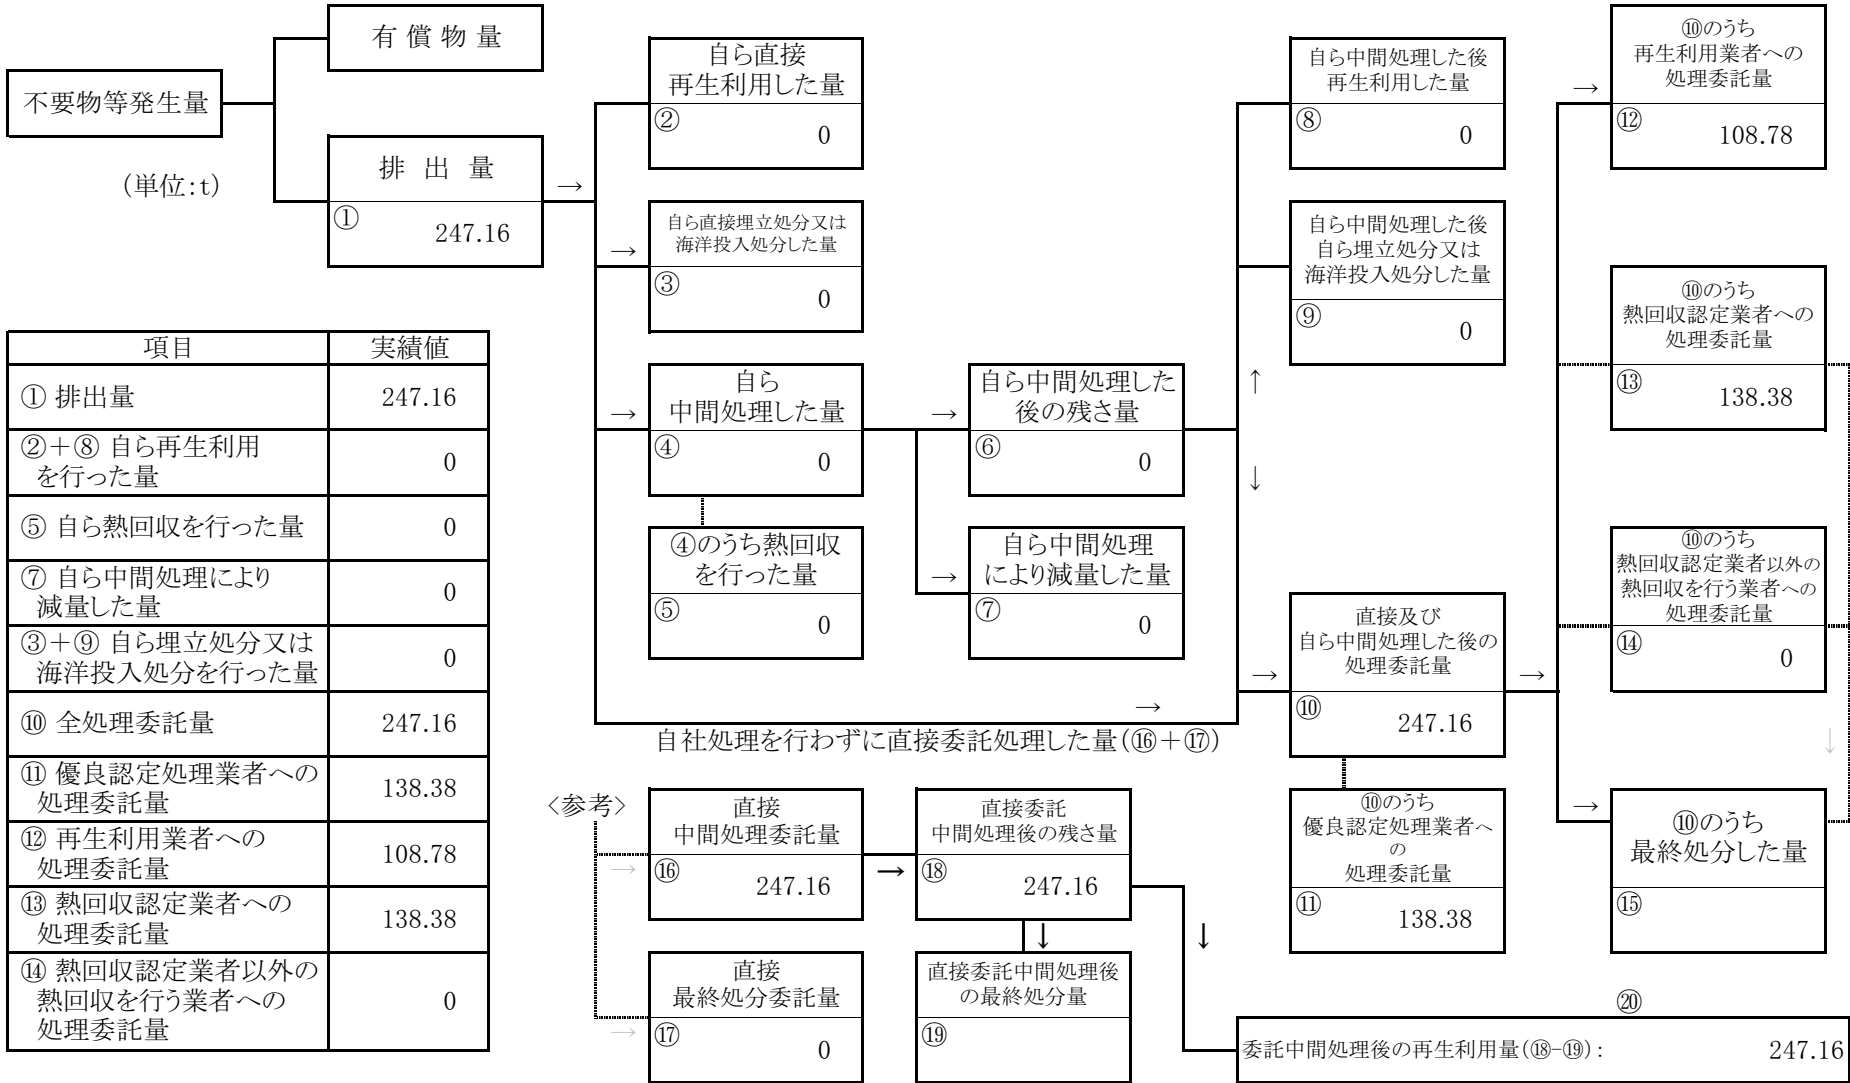 有 償 物 量
不要物等発生量
(単位:t)
排 出 量
→
① 247.16
自ら直接
再生利用した量
② 0
→
自ら直接埋立処分又は
海洋投入処分した量
③ 0
→
自ら
中間処理した量
④ 0
④のうち熱回収
を行った量
⑤ 0
→
自ら中間処理した
後の残さ量
⑥ 0
→
自ら中間処理
により減量した量
⑦ 0
自ら中間処理した後
再生利用した量
⑧ 0
自ら中間処理した後
自ら埋立処分又は
海洋投入処分した量
⑨ 0
↑
↓
→
直接及び
自ら中間処理した後の
処理委託量
⑩ 247.16
→
⑩のうち
優良認定処理業者へ
の
処理委託量
⑪ 138.38
→
⑩のうち
再生利用業者への
処理委託量
⑫ 108.78
⑩のうち
熱回収認定業者への
処理委託量
⑬ 138.38
⑩のうち
熱回収認定業者以外の
熱回収を行う業者への
処理委託量
⑭ 0
↓
→
⑩のうち
最終処分した量
⑮
→
自社処理を行わずに直接委託処理した量(⑯+⑰)
項目 実績値
① 排出量 247.16
②+⑧ 自ら再生利用
を行った量 0
⑤ 自ら熱回収を行った量 0
⑦ 自ら中間処理により
減量した量 0
③+⑨ 自ら埋立処分又は
海洋投入処分を行った量 0
⑩ 全処理委託量 247.16
⑪ 優良認定処理業者への
処理委託量 138.38
⑫ 再生利用業者への
処理委託量 108.78
⑬ 熱回収認定業者への
処理委託量 138.38
⑭ 熱回収認定業者以外の
熱回収を行う業者への
処理委託量 0
<参考>
→
直接
中間処理委託量
⑯ 247.16
→
直接
最終処分委託量
⑰ 0
→
直接委託
中間処理後の残さ量
⑱ 247.16
↓
直接委託中間処理後
の最終処分量
⑲
↓
⑳
委託中間処理後の再生利用量(⑱-⑲): 247.16